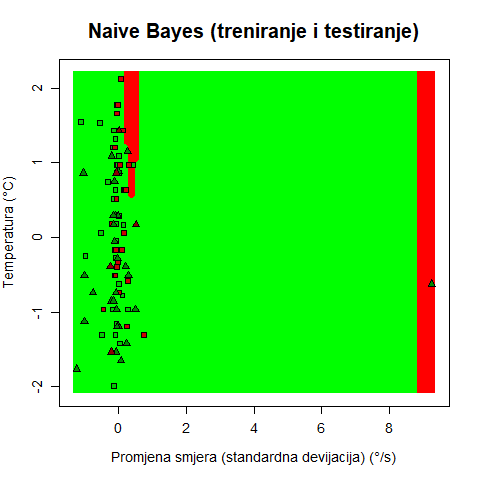 Naive Bayes (treniranje i testiranje)
Temperatura (°C)
2
1
0
-1
-2
0 2 4 6 8
Promjena smjera (standardna devijacija) (°/s)